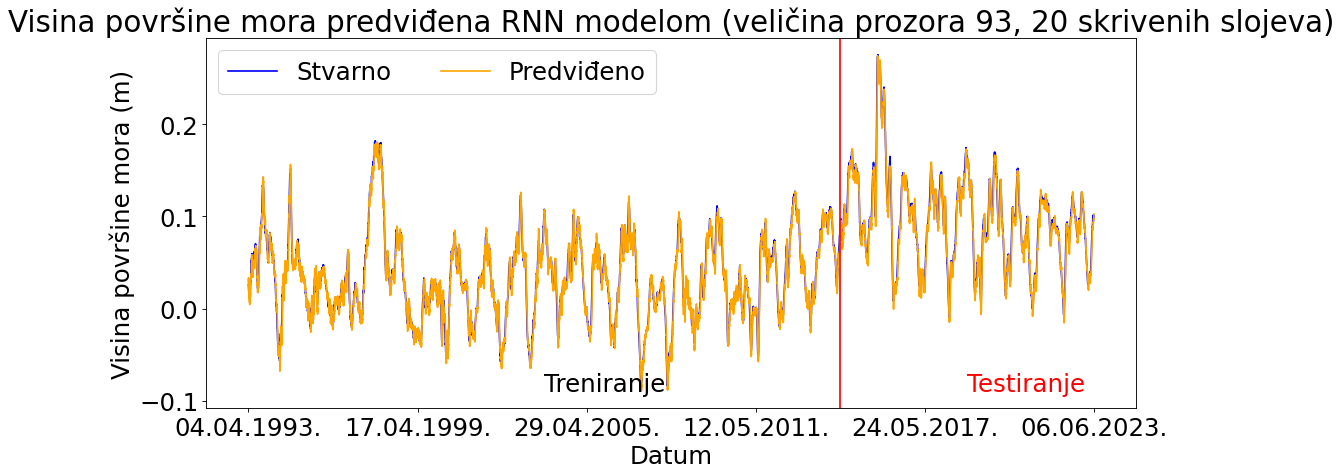 Visina površine mora predviđena RNN modelom (veličina prozora 93, 20 skrivenih slojeva)
Stvarno Predviđeno
Visina površine mora (m)
0.2
0.1
0.0
−0.1
Treniranje Testiranje
04.04.1993. 17.04.1999. 29.04.2005. 12.05.2011. 24.05.2017. 06.06.2023.
Datum